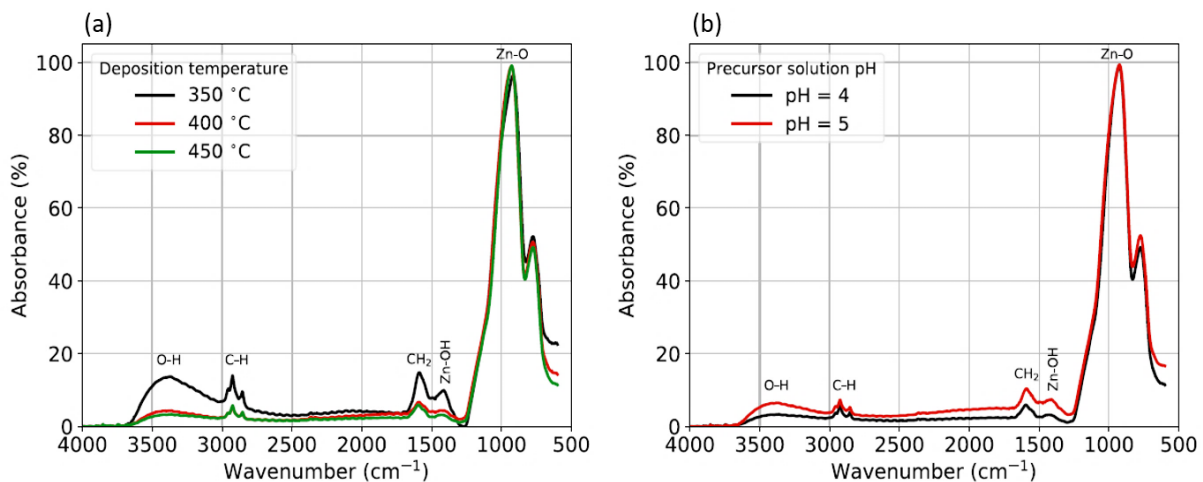 (a)
Zn-O
Deposition temperature
350 °C
400 °C
450 °C
O-H
C-H
CH₂
Zn-OH
100
80
60
40
20
0
Absorbance (%)
4000 3500 3000 2500 2000 1500 1000 500
Wavenumber (cm⁻¹)
(b)
Zn-O
Precursor solution pH
pH = 4
pH = 5
O-H
C-H
CH₂
Zn-OH
100
80
60
40
20
0
Absorbance (%)
4000 3500 3000 2500 2000 1500 1000 500
Wavenumber (cm⁻¹)